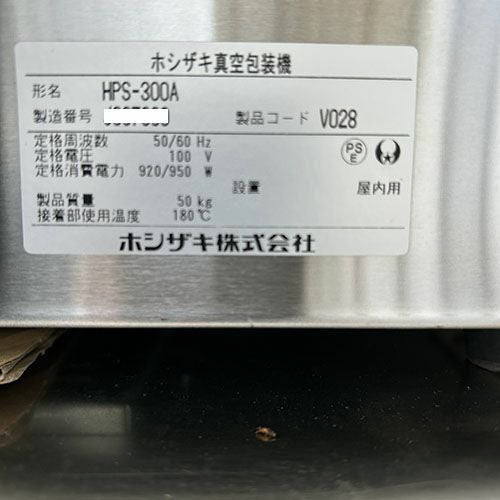 ホシザキ真空包装機
形名 HPS-300A
製造番号 製品コード V028
定格周波数 50/60 Hz
定格電圧 100 V
定格消費電力 920/950 W
設置 屋内用
製品質量 50 kg
接着部使用温度 180℃
PS
E
ホシザキ株式会社